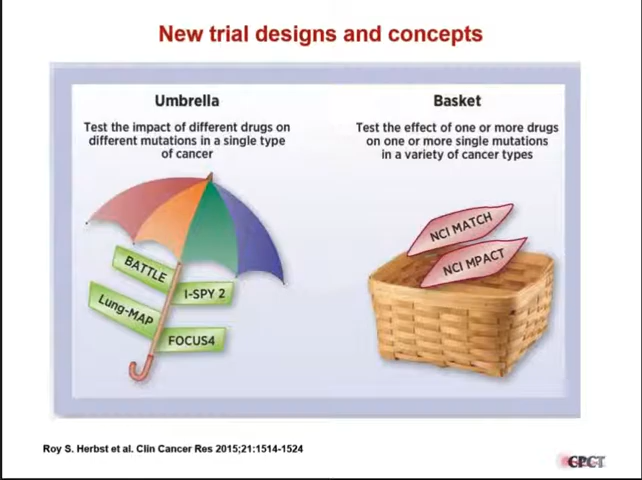 New trial designs and concepts
Umbrella
Test the impact of different drugs on
different mutations in a single type
of cancer
BATTLE
I-SPY 2
Lung-MAP
FOCUS4
Basket
Test the effect of one or more drugs
on one or more single mutations
in a variety of cancer types
NCI MATCH
NCI MPACT
Roy S. Herbst et al. Clin Cancer Res 2015;21:1514-1524
CPCT